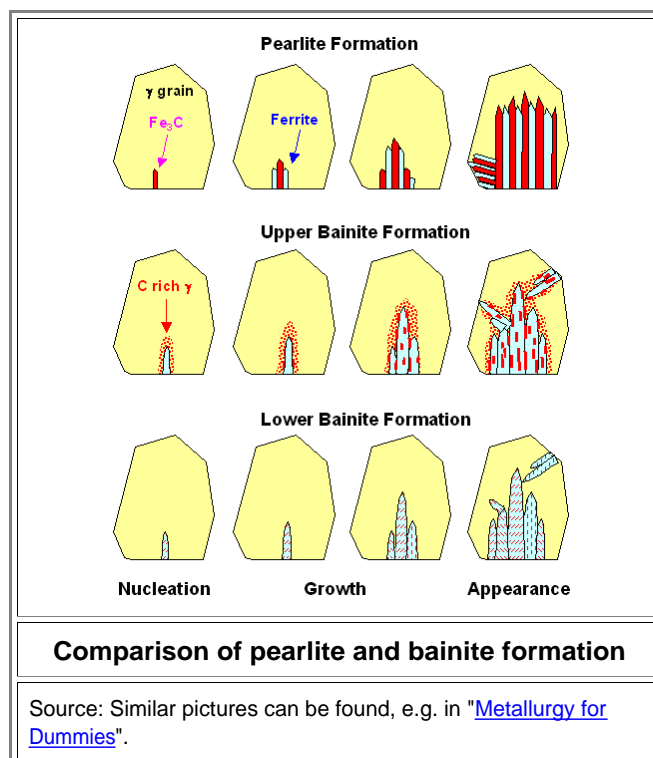 Pearlite Formation
γ grain
Fe₃C
Ferrite
Upper Bainite Formation
C rich γ
Lower Bainite Formation
Nucleation Growth Appearance
Comparison of pearlite and bainite formation
Source: Similar pictures can be found, e.g. in "Metallurgy for
Dummies".